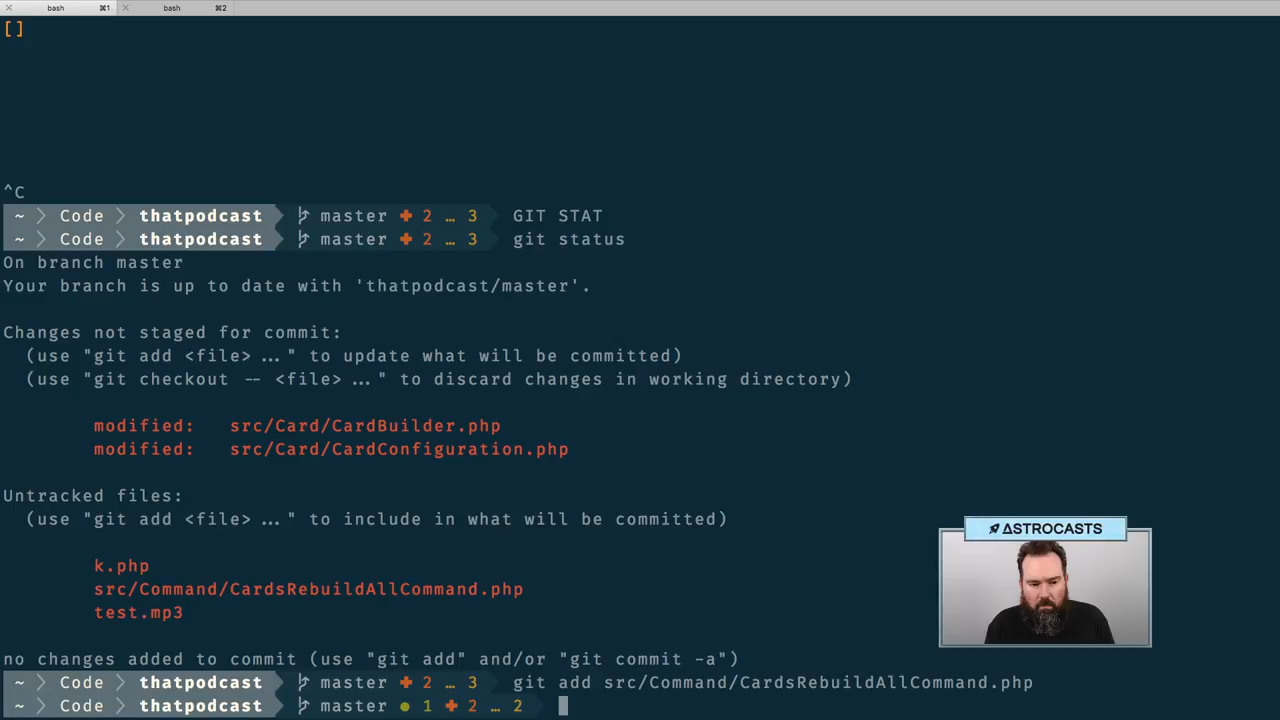 bash ⌘1 bash ⌘2
[]
^C
~ Code thatpodcast master + 2 … 3 GIT STAT
~ Code thatpodcast master + 2 … 3 git status
On branch master
Your branch is up to date with 'thatpodcast/master'.
Changes not staged for commit:
(use "git add <file>..." to update what will be committed)
(use "git checkout -- <file>..." to discard changes in working directory)
modified: src/Card/CardBuilder.php
modified: src/Card/CardConfiguration.php
Untracked files:
(use "git add <file>..." to include in what will be committed)
k.php
src/Command/CardsRebuildAllCommand.php
test.mp3
no changes added to commit (use "git add" and/or "git commit -a")
~ Code thatpodcast master + 2 … 3 git add src/Command/CardsRebuildAllCommand.php
~ Code thatpodcast master ● 1 + 2 … 2
ΔSTROCASTS